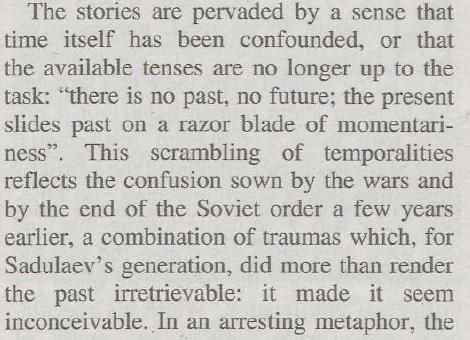 The stories are pervaded by a sense that
time itself has been confounded, or that
the available tenses are no longer up to the
task: “there is no past, no future; the present
slides past on a razor blade of momentari-
ness”. This scrambling of temporalities
reflects the confusion sown by the wars and
by the end of the Soviet order a few years
earlier, a combination of traumas which, for
Sadulaev’s generation, did more than render
the past irretrievable: it made it seem
inconceivable. In an arresting metaphor, the